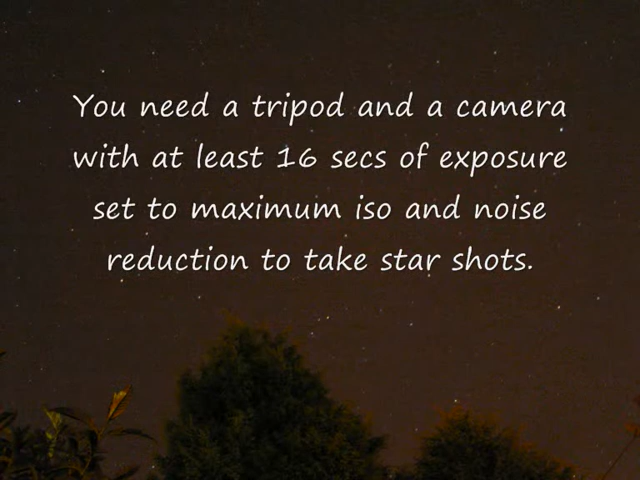 You need a tripod and a camera
with at least 16 secs of exposure
set to maximum iso and noise
reduction to take star shots.